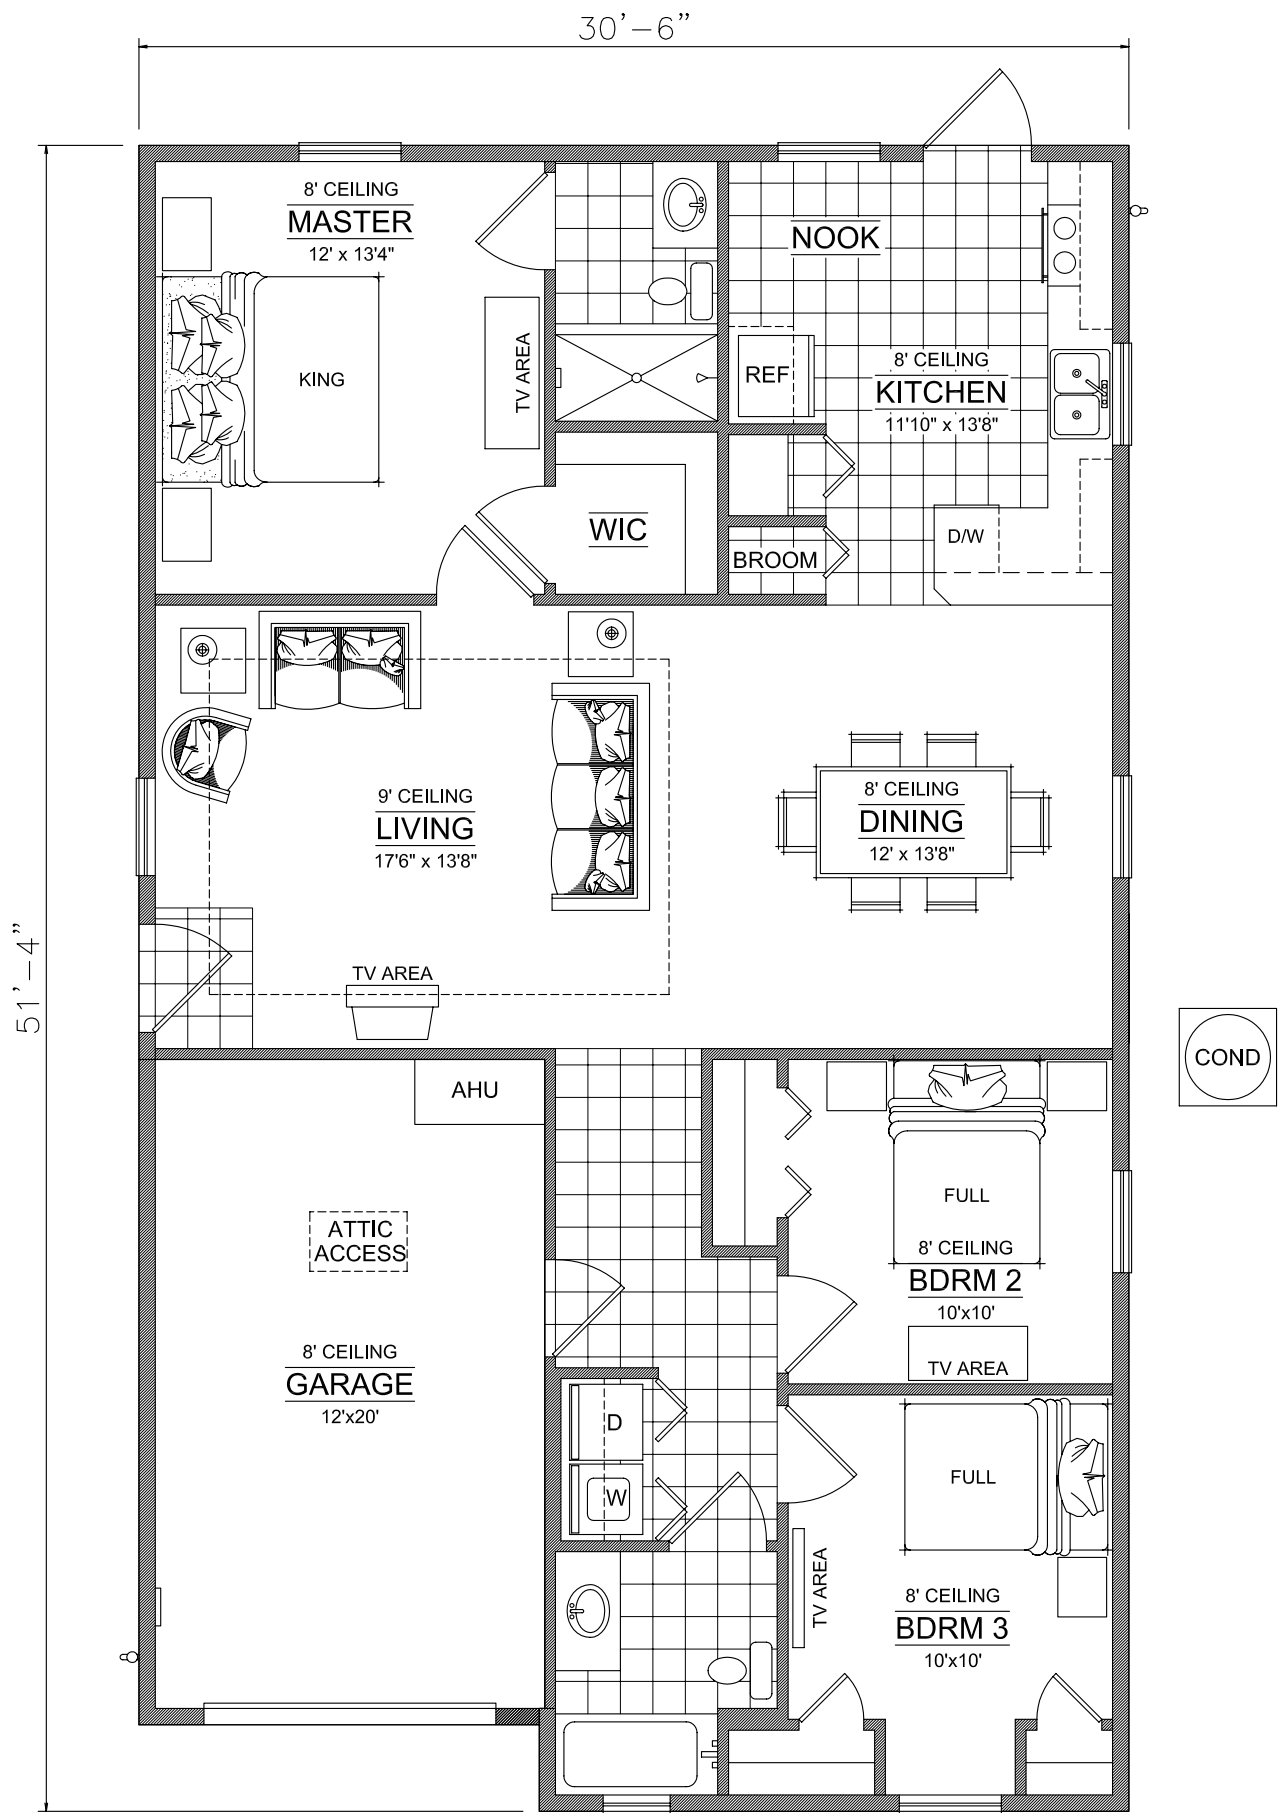 30'-6"
8' CEILING
MASTER
12' x 13'4"
NOOK
KING
TV AREA
REF
8' CEILING
KITCHEN
11'10" x 13'8"
WIC
BROOM
D/W
9' CEILING
LIVING
17'6" x 13'8"
8' CEILING
DINING
12' x 13'8"
51'-4"
TV AREA
COND
AHU
ATTIC
ACCESS
FULL
8' CEILING
BDRM 2
10'x10'
TV AREA
8' CEILING
GARAGE
12'x20'
D
W
FULL
TV AREA
8' CEILING
BDRM 3
10'x10'